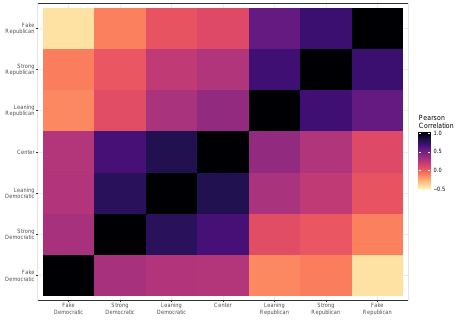 Fake
Republican
Strong
Republican
Leaning
Republican
Center
Leaning
Democratic
Strong
Democratic
Fake
Democratic
Fake
Democratic
Strong
Democratic
Leaning
Democratic
Center
Leaning
Republican
Strong
Republican
Fake
Republican
Pearson
Correlation
1.0
0.5
0.0
−0.5